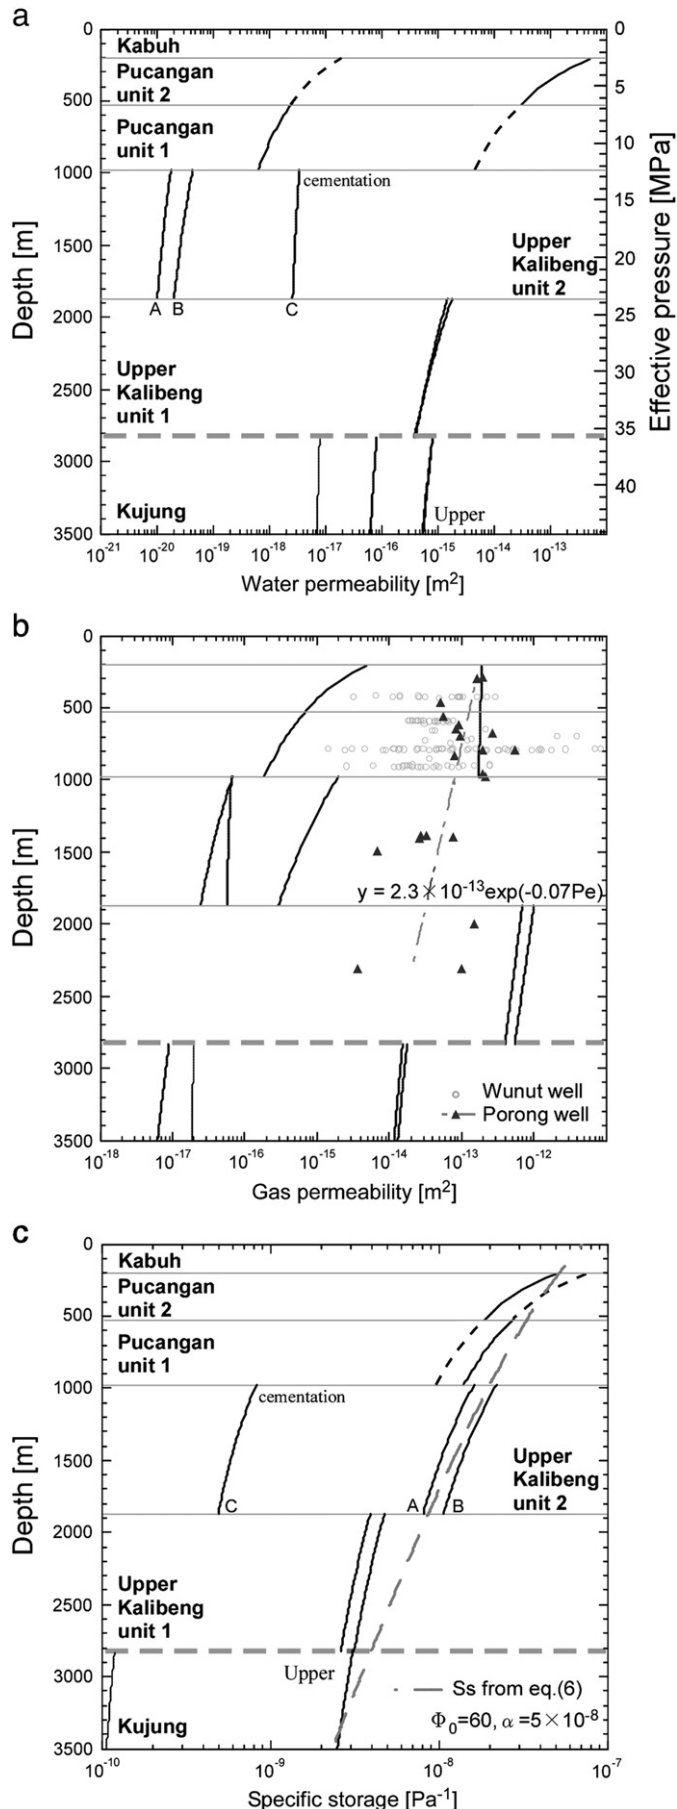 a
0
Kabuh
Pucangan
unit 2
500
Pucangan
unit 1
1000
cementation
1500
Upper
Kalibeng
unit 2
A B C
2000
Upper
Kalibeng
unit 1
2500
3000
Kujung
Upper
3500
Depth [m]
0
5
10
15
20
25
30
35
40
Effective pressure [MPa]
10-21 10-20 10-19 10-18 10-17 10-16 10-15 10-14 10-13
Water permeability [m2]
b
0
500
1000
1500
y = 2.3×10-13exp(-0.07Pe)
2000
2500
3000
Wunut well
Porong well
3500
Depth [m]
10-18 10-17 10-16 10-15 10-14 10-13 10-12
Gas permeability [m2]
c
0
Kabuh
Pucangan
unit 2
500
Pucangan
unit 1
1000
cementation
1500
Upper
Kalibeng
unit 2
C A B
2000
Upper
Kalibeng
unit 1
2500
Upper
3000
Ss from eq.(6)
Φ0=60, α=5×10-8
Kujung
3500
Depth [m]
10-10 10-9 10-8 10-7
Specific storage [Pa-1]